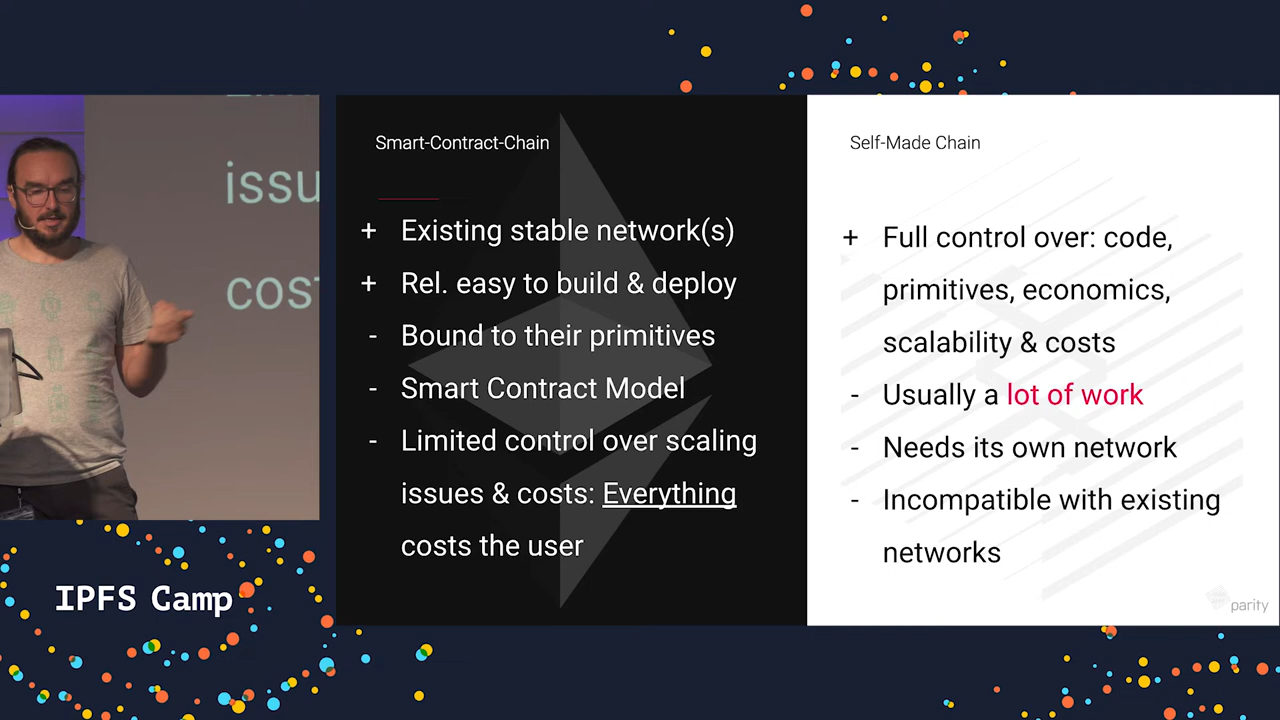 issu
cost
Smart-Contract-Chain
+ Existing stable network(s)
+ Rel. easy to build & deploy
- Bound to their primitives
- Smart Contract Model
- Limited control over scaling
issues & costs: Everything
costs the user
Self-Made Chain
+ Full control over: code,
primitives, economics,
scalability & costs
- Usually a lot of work
- Needs its own network
- Incompatible with existing
networks
parity
IPFS Camp